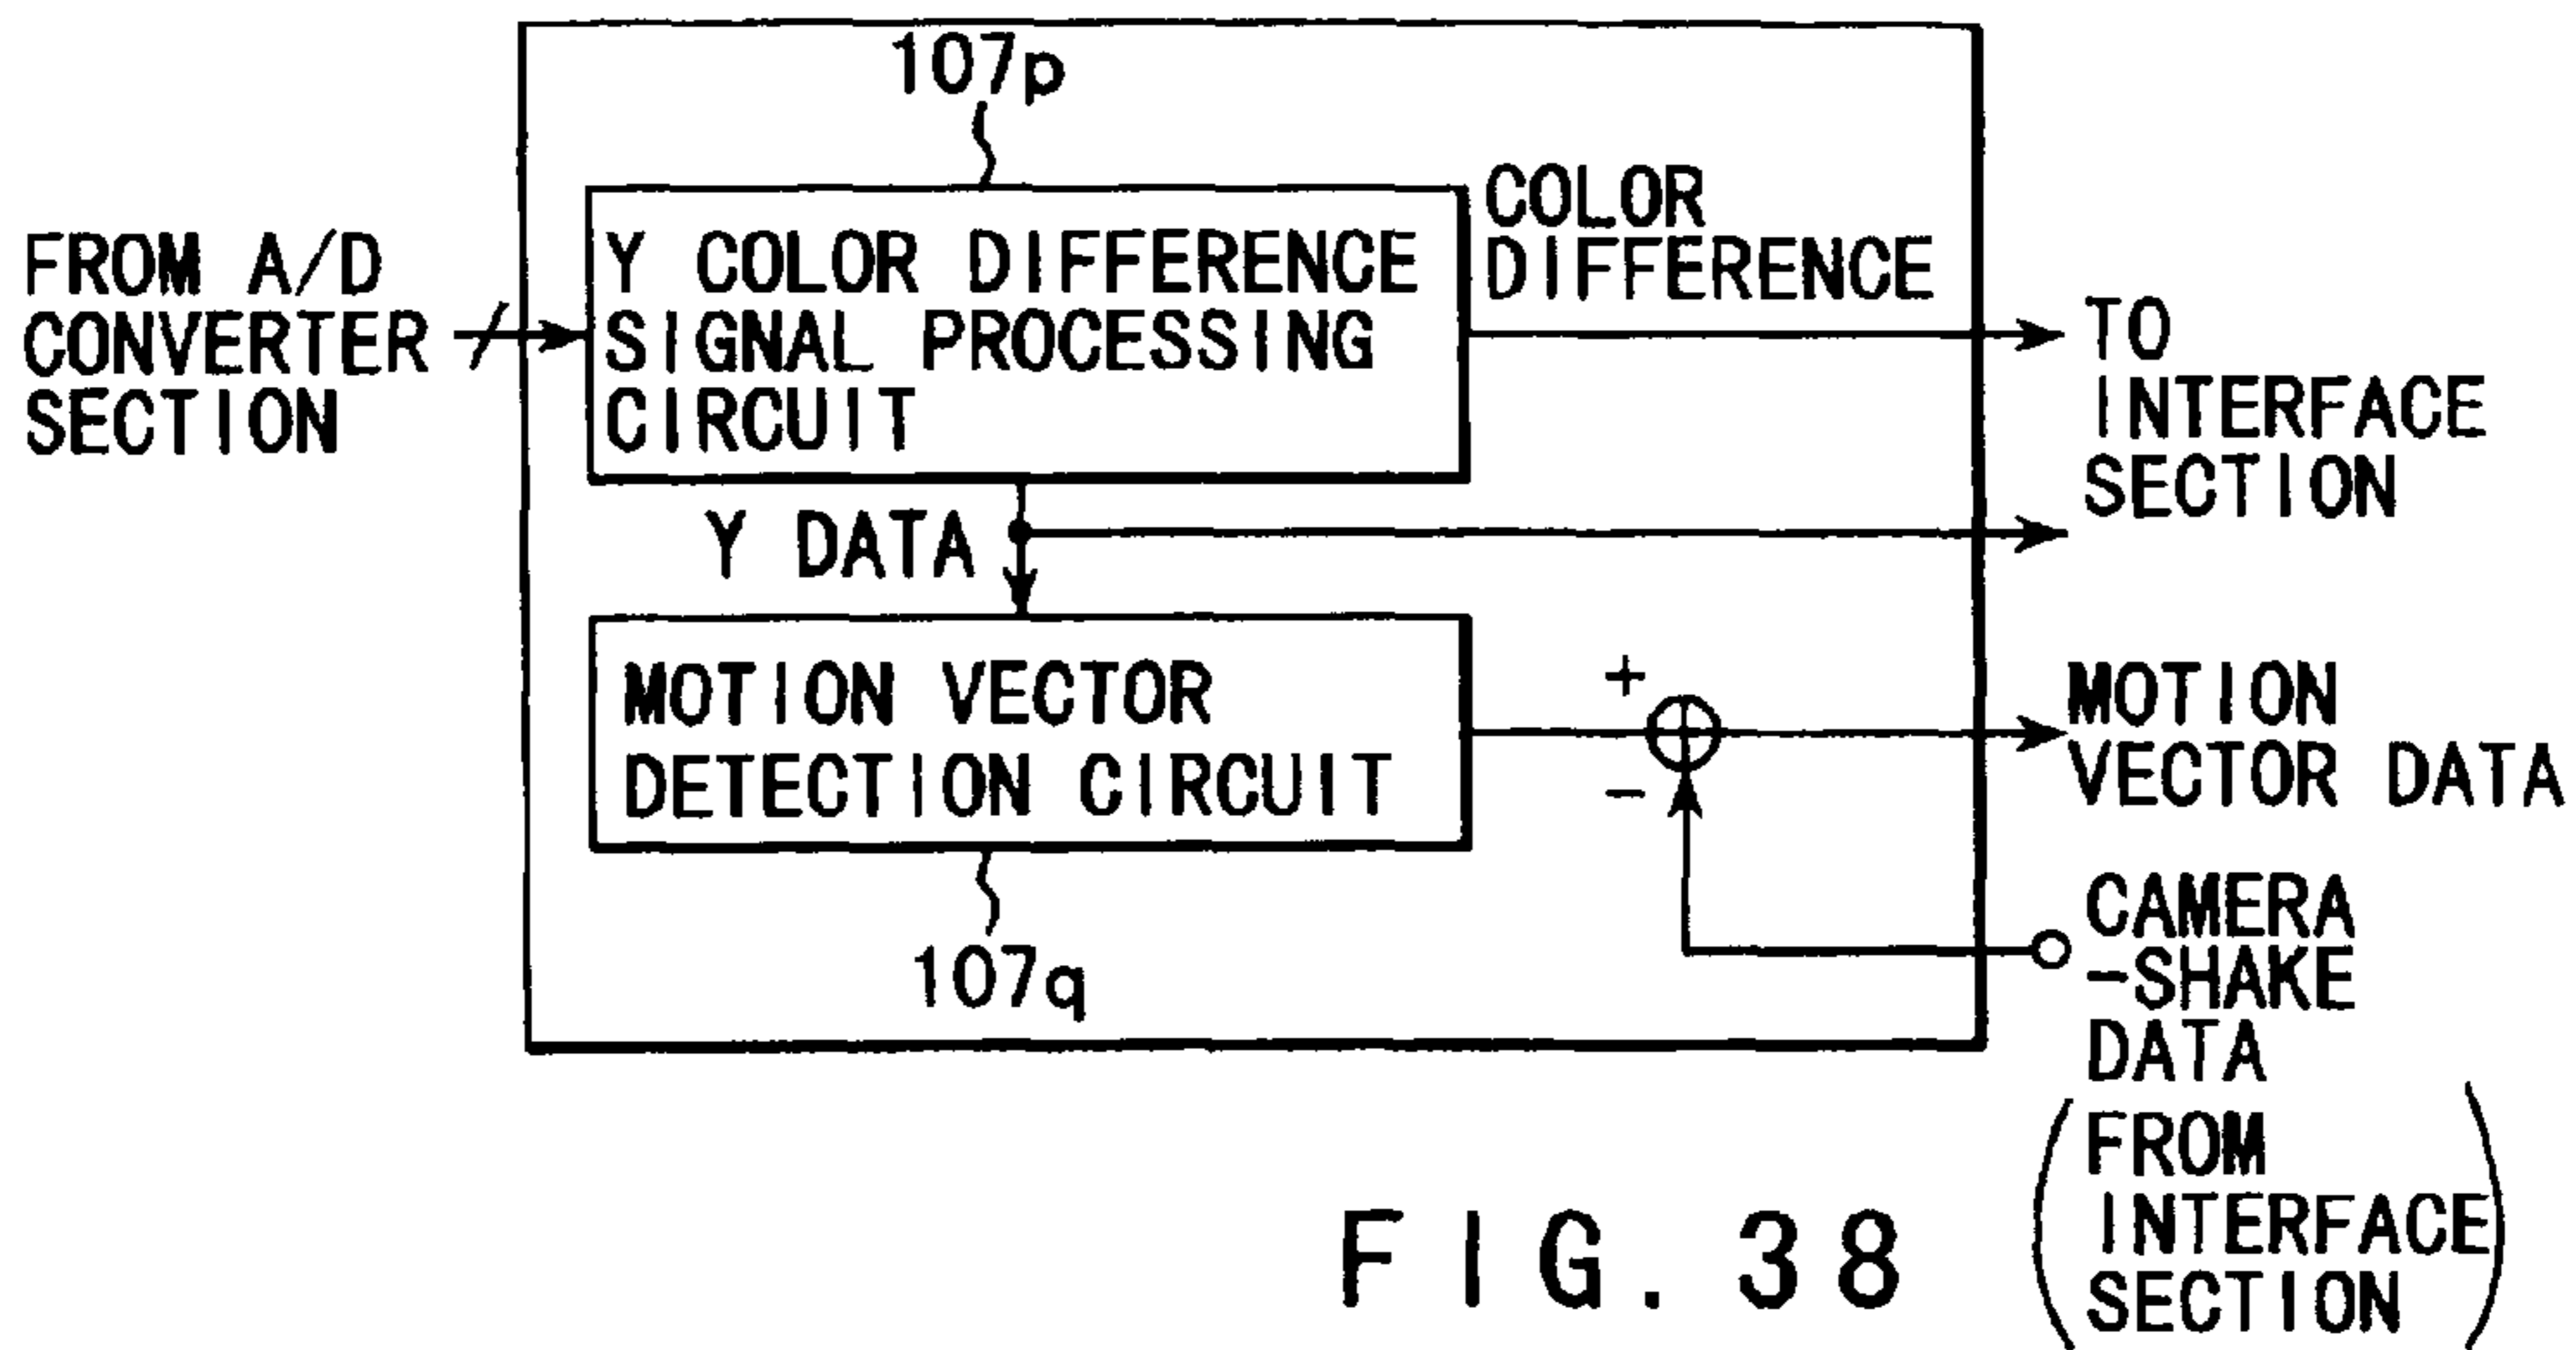 107p
FROM A/D
CONVERTER
SECTION
Y COLOR DIFFERENCE
SIGNAL PROCESSING
CIRCUIT
COLOR
DIFFERENCE
TO
INTERFACE
SECTION
Y DATA
MOTION VECTOR
DETECTION CIRCUIT
+
-
MOTION
VECTOR DATA
107q
CAMERA
-SHAKE
DATA
(FROM
INTERFACE
SECTION)
FIG. 38